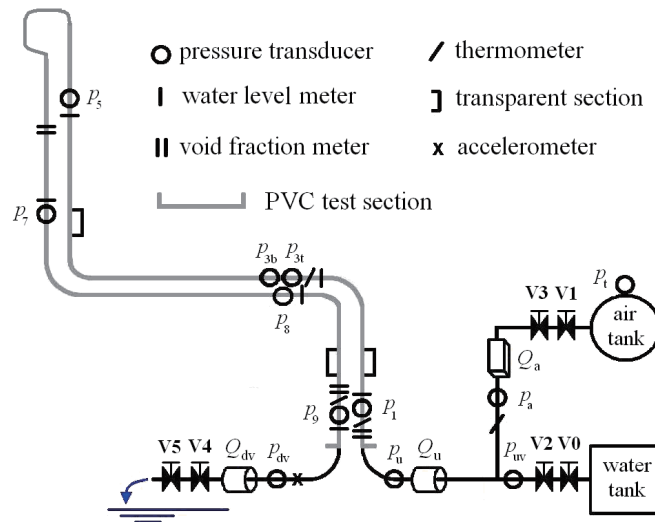 pressure transducer
thermometer
water level meter
transparent section
void fraction meter
accelerometer
PVC test section
p5
p7
p3b p3t
p8
pt
V3 V1
air
tank
Qa
pa
p9
p1
V5 V4
Qdv
pdv
pu
Qu
puv
V2 V0
water
tank